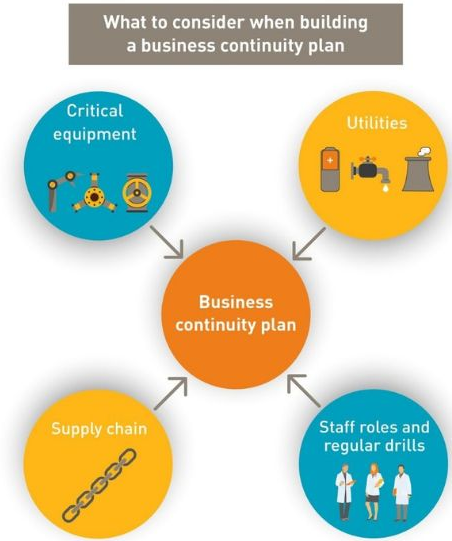 What to consider when building
a business continuity plan
Critical
equipment
Utilities
Business
continuity plan
Supply chain
Staff roles and
regular drills